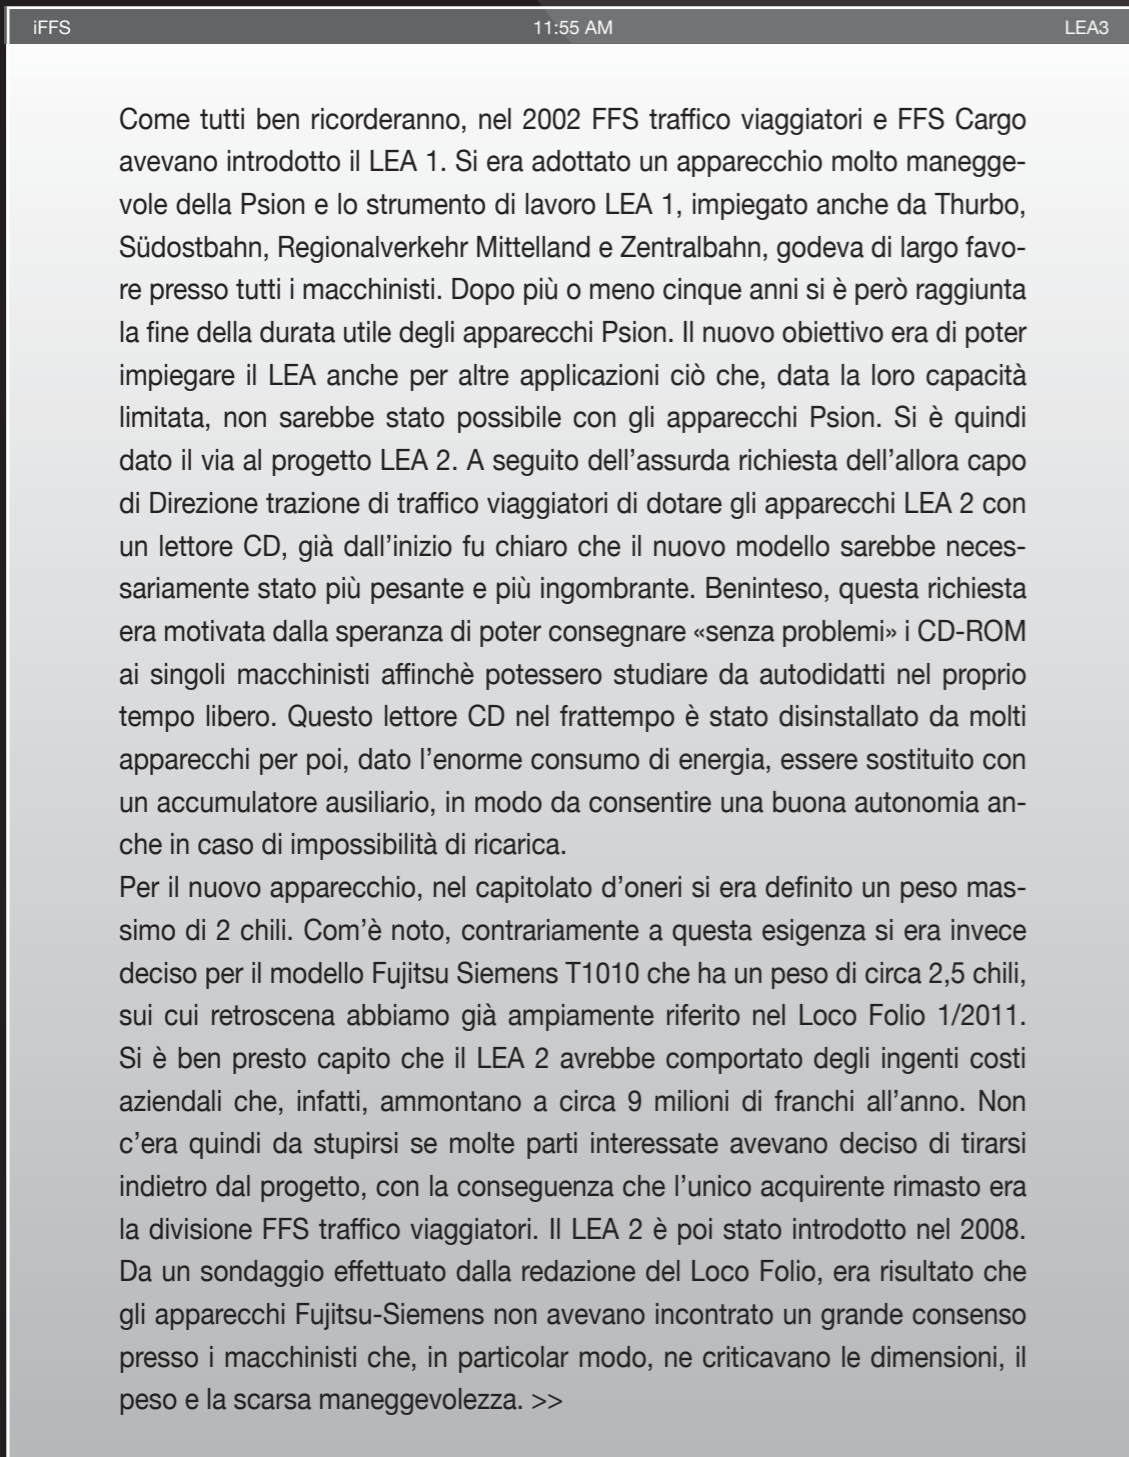 iFFS 11:55 AM LEA3
Come tutti ben ricorderanno, nel 2002 FFS traffico viaggiatori e FFS Cargo
avevano introdotto il LEA 1. Si era adottato un apparecchio molto manegge-
vole della Psion e lo strumento di lavoro LEA 1, impiegato anche da Thurbo,
Südostbahn, Regionalverkehr Mittelland e Zentralbahn, godeva di largo favo-
re presso tutti i macchinisti. Dopo più o meno cinque anni si è però raggiunta
la fine della durata utile degli apparecchi Psion. Il nuovo obiettivo era di poter
impiegare il LEA anche per altre applicazioni ciò che, data la loro capacità
limitata, non sarebbe stato possibile con gli apparecchi Psion. Si è quindi
dato il via al progetto LEA 2. A seguito dell'assurda richiesta dell'allora capo
di Direzione trazione di traffico viaggiatori di dotare gli apparecchi LEA 2 con
un lettore CD, già dall'inizio fu chiaro che il nuovo modello sarebbe neces-
sariamente stato più pesante e più ingombrante. Beninteso, questa richiesta
era motivata dalla speranza di poter consegnare «senza problemi» i CD-ROM
ai singoli macchinisti affinchè potessero studiare da autodidatti nel proprio
tempo libero. Questo lettore CD nel frattempo è stato disinstallato da molti
apparecchi per poi, dato l'enorme consumo di energia, essere sostituito con
un accumulatore ausiliario, in modo da consentire una buona autonomia an-
che in caso di impossibilità di ricarica.
Per il nuovo apparecchio, nel capitolato d'oneri si era definito un peso mas-
simo di 2 chili. Com'è noto, contrariamente a questa esigenza si era invece
deciso per il modello Fujitsu Siemens T1010 che ha un peso di circa 2,5 chili,
sui cui retroscena abbiamo già ampiamente riferito nel Loco Folio 1/2011.
Si è ben presto capito che il LEA 2 avrebbe comportato degli ingenti costi
aziendali che, infatti, ammontano a circa 9 milioni di franchi all'anno. Non
c'era quindi da stupirsi se molte parti interessate avevano deciso di tirarsi
indietro dal progetto, con la conseguenza che l'unico acquirente rimasto era
la divisione FFS traffico viaggiatori. Il LEA 2 è poi stato introdotto nel 2008.
Da un sondaggio effettuato dalla redazione del Loco Folio, era risultato che
gli apparecchi Fujitsu-Siemens non avevano incontrato un grande consenso
presso i macchinisti che, in particolar modo, ne criticavano le dimensioni, il
peso e la scarsa maneggevolezza. >>